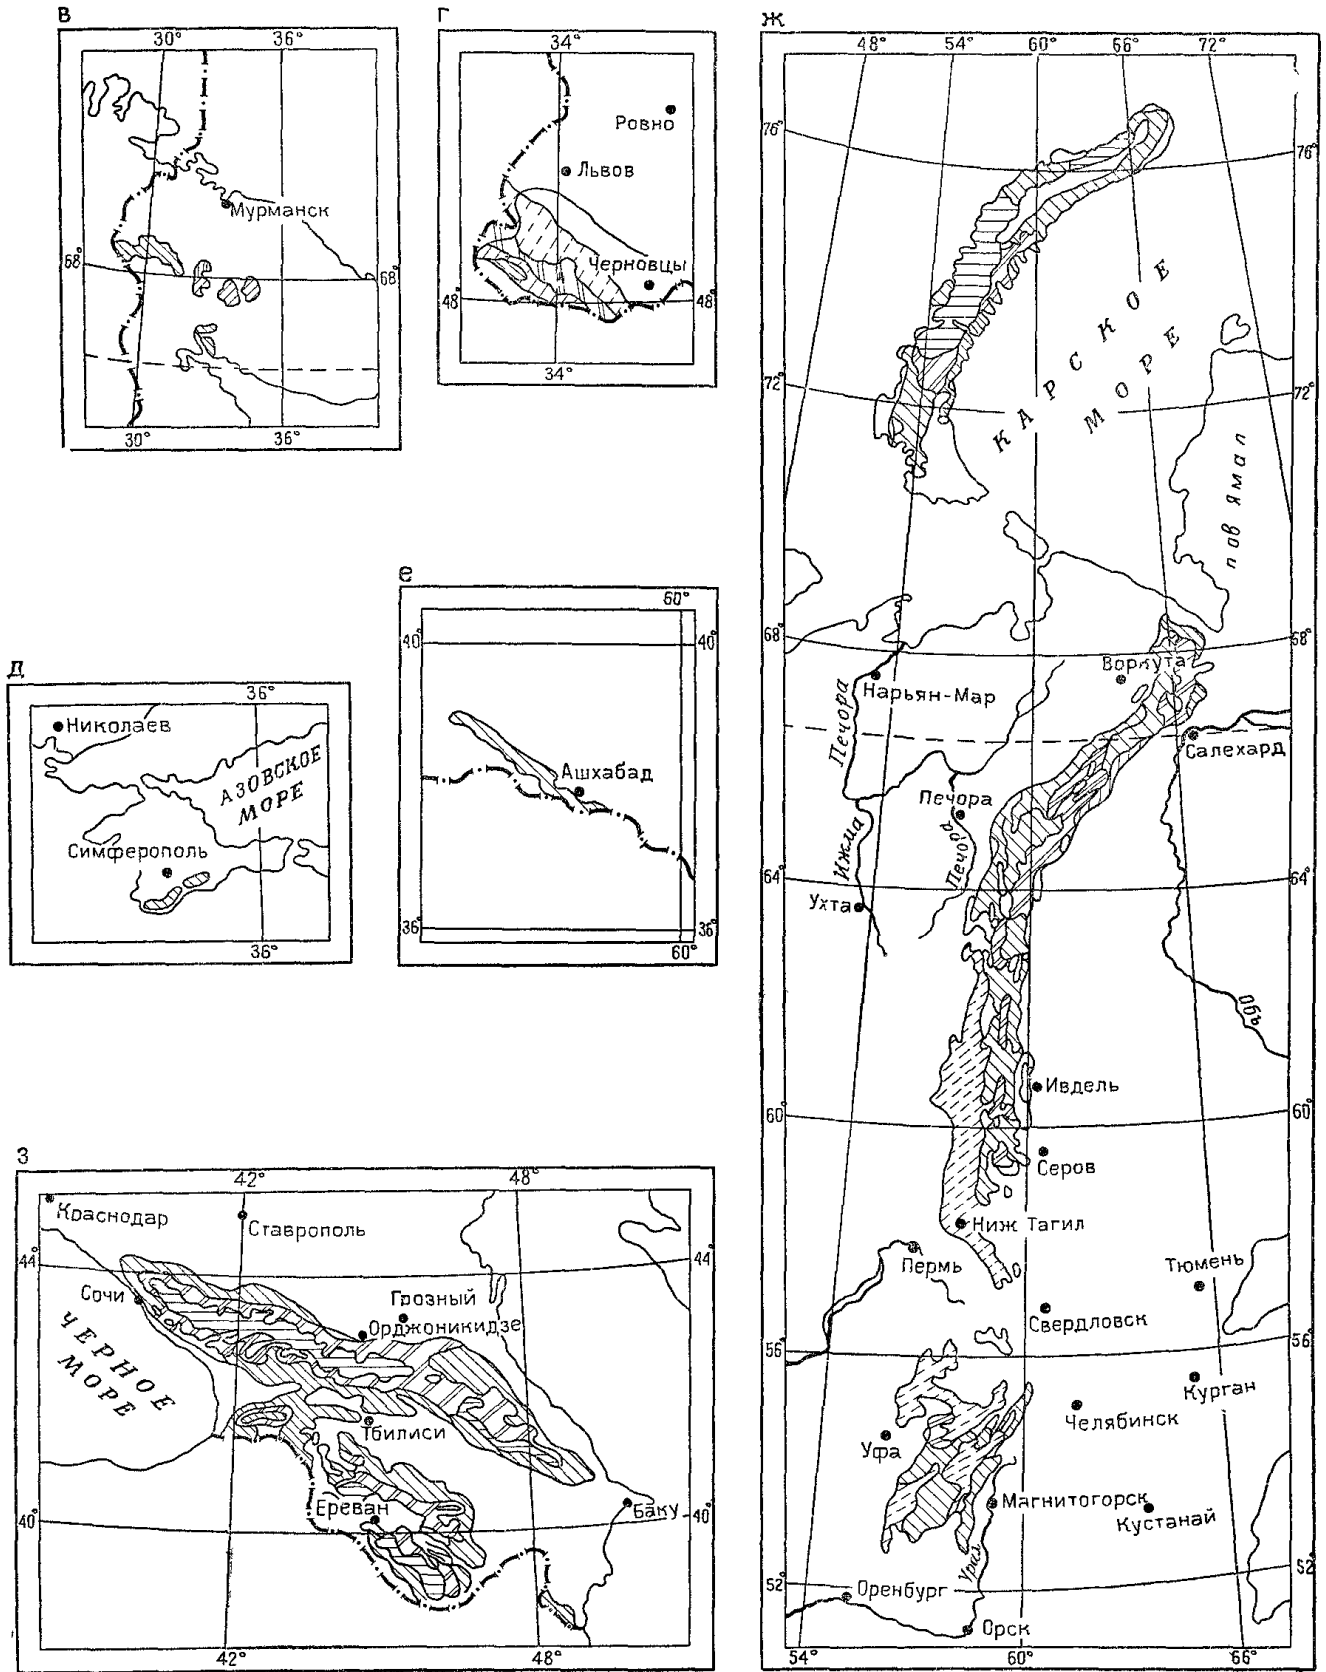 В
30°
36°
Мурманск
68°
68°
30°
36°
Г
34°
Ровно
Львов
Черновцы
48°
48°
34°
Д
36°
Николаев
АЗОВСКОЕ
МОРЕ
Симферополь
36°
е
60°
40°
40°
Ашхабад
36°
36°
60°
Ж
48°
54°
60°
66°
72°
76°
76°
КАРСКОЕ
МОРЕ
72°
72°
пов Ямал
68°
68°
Воркута
Нарьян-Мар
Печора
Салехард
Печора
Печора
Ижма
64°
64°
Ухта
Обь
Ивдель
60°
60°
Серов
Ниж Тагил
Пермь
Тюмень
Свердловск
56°
56°
Курган
Челябинск
Уфа
Магнитогорск
Кустанай
Урал
52°
52°
Оренбург
Орск
54°
60°
66°
З
42°
48°
Краснодар
Ставрополь
44°
44°
Сочи
Грозный
Орджоникидзе
ЧЕРНОЕ
МОРЕ
Тбилиси
Ереван
Баку
40°
40°
42°
48°